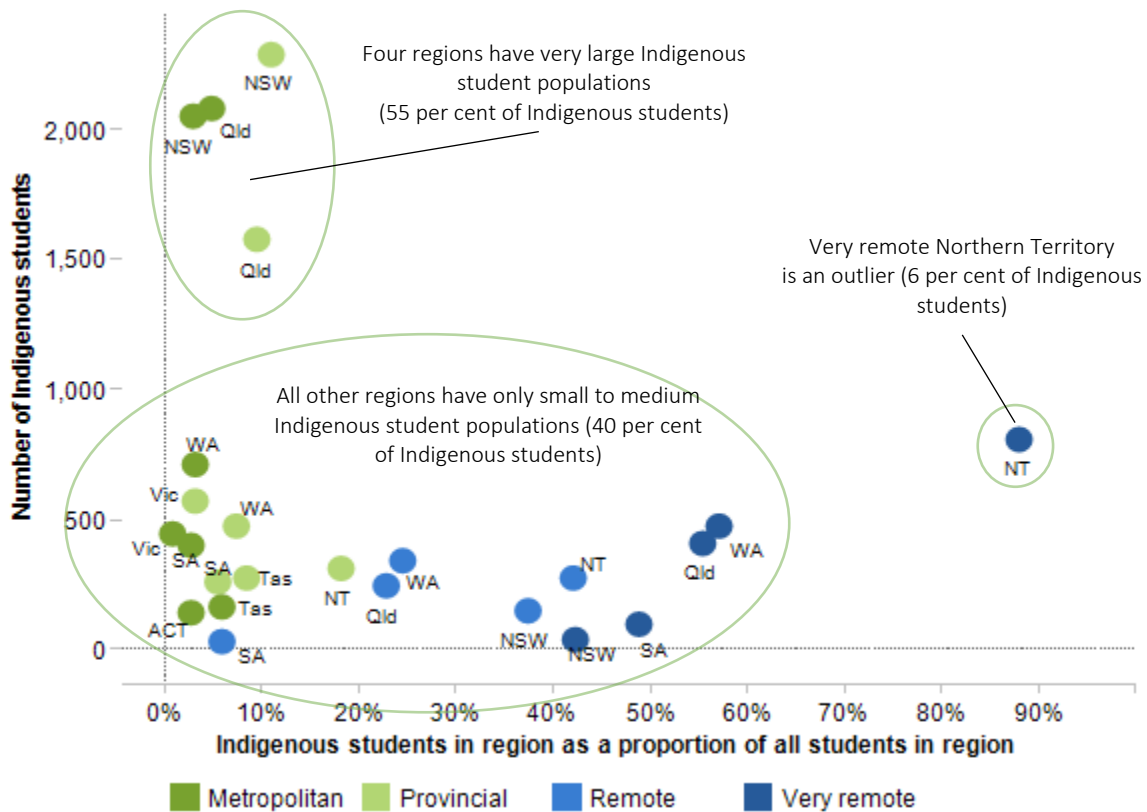 Four regions have very large Indigenous
student populations
(55 per cent of Indigenous students)
NSW
NSW
Qld
Qld
Very remote Northern Territory
is an outlier (6 per cent of Indigenous
students)
All other regions have only small to medium
Indigenous student populations (40 per cent
of Indigenous students)
WA
Vic
WA
Vic
SA
SA
Tas
NT
WA
Qld
NT
NSW
NSW
SA
Qld
WA
NT
ACT
Tas
SA
Number of Indigenous students
2,000
1,500
1,000
500
0
0% 10% 20% 30% 40% 50% 60% 70% 80% 90%
Indigenous students in region as a proportion of all students in region
Metropolitan Provincial Remote Very remote